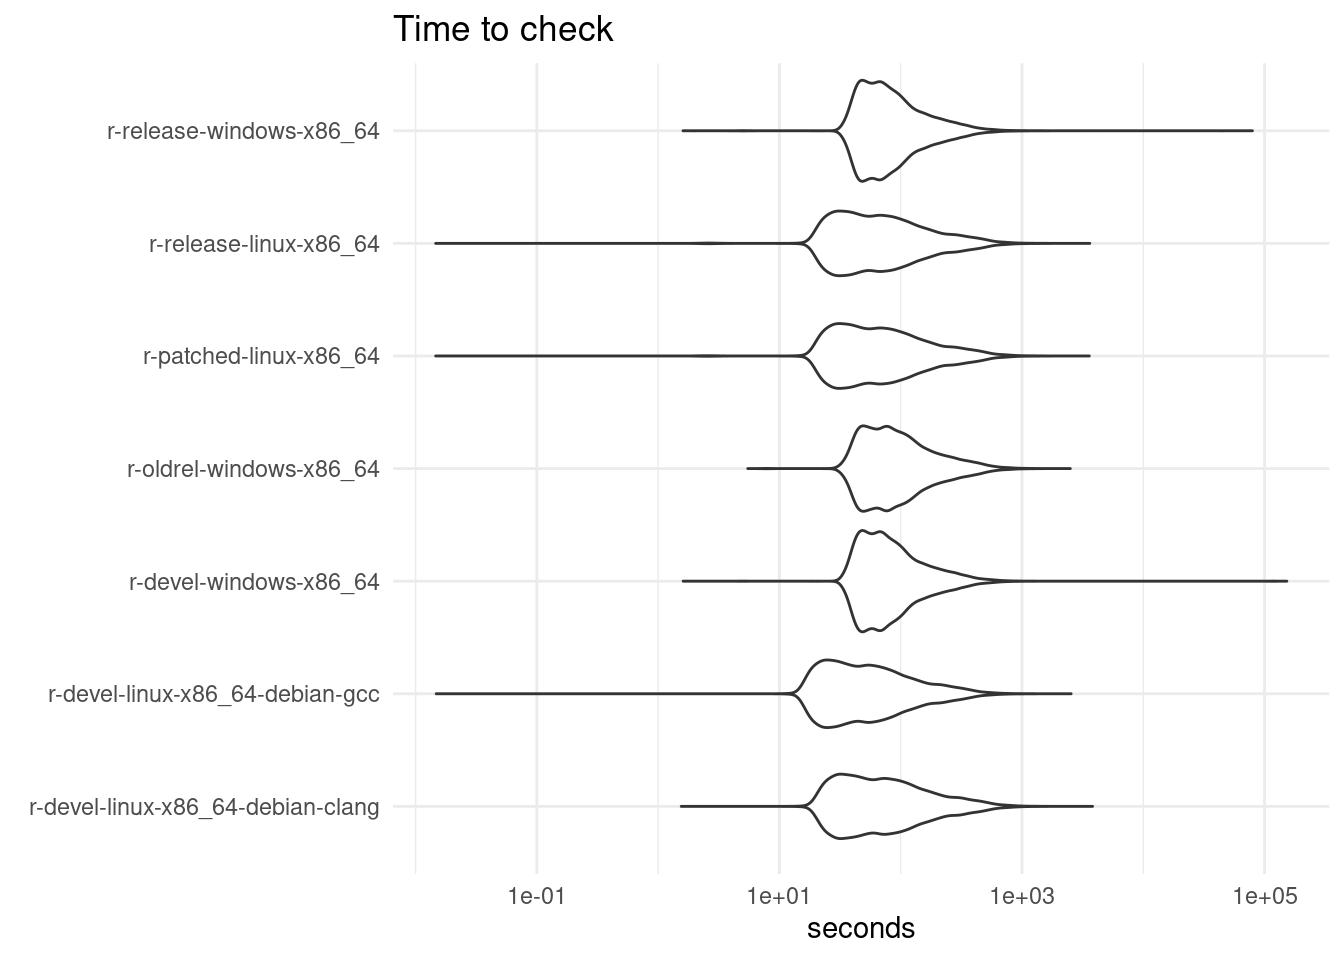 Time to check
r-release-windows-x86_64
r-release-linux-x86_64
r-patched-linux-x86_64
r-oldrel-windows-x86_64
r-devel-windows-x86_64
r-devel-linux-x86_64-debian-gcc
r-devel-linux-x86_64-debian-clang
1e-01 1e+01 1e+03 1e+05
seconds